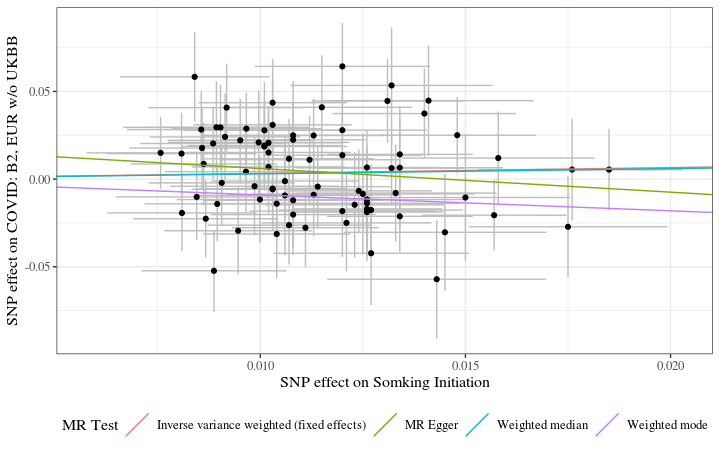 SNP effect on COVID: B2, EUR w/o UKBB
0.05
0.00
-0.05
0.010
0.015
0.020
SNP effect on Somking Initiation
MR Test
Inverse variance weighted (fixed effects)
MR Egger
Weighted median
Weighted mode